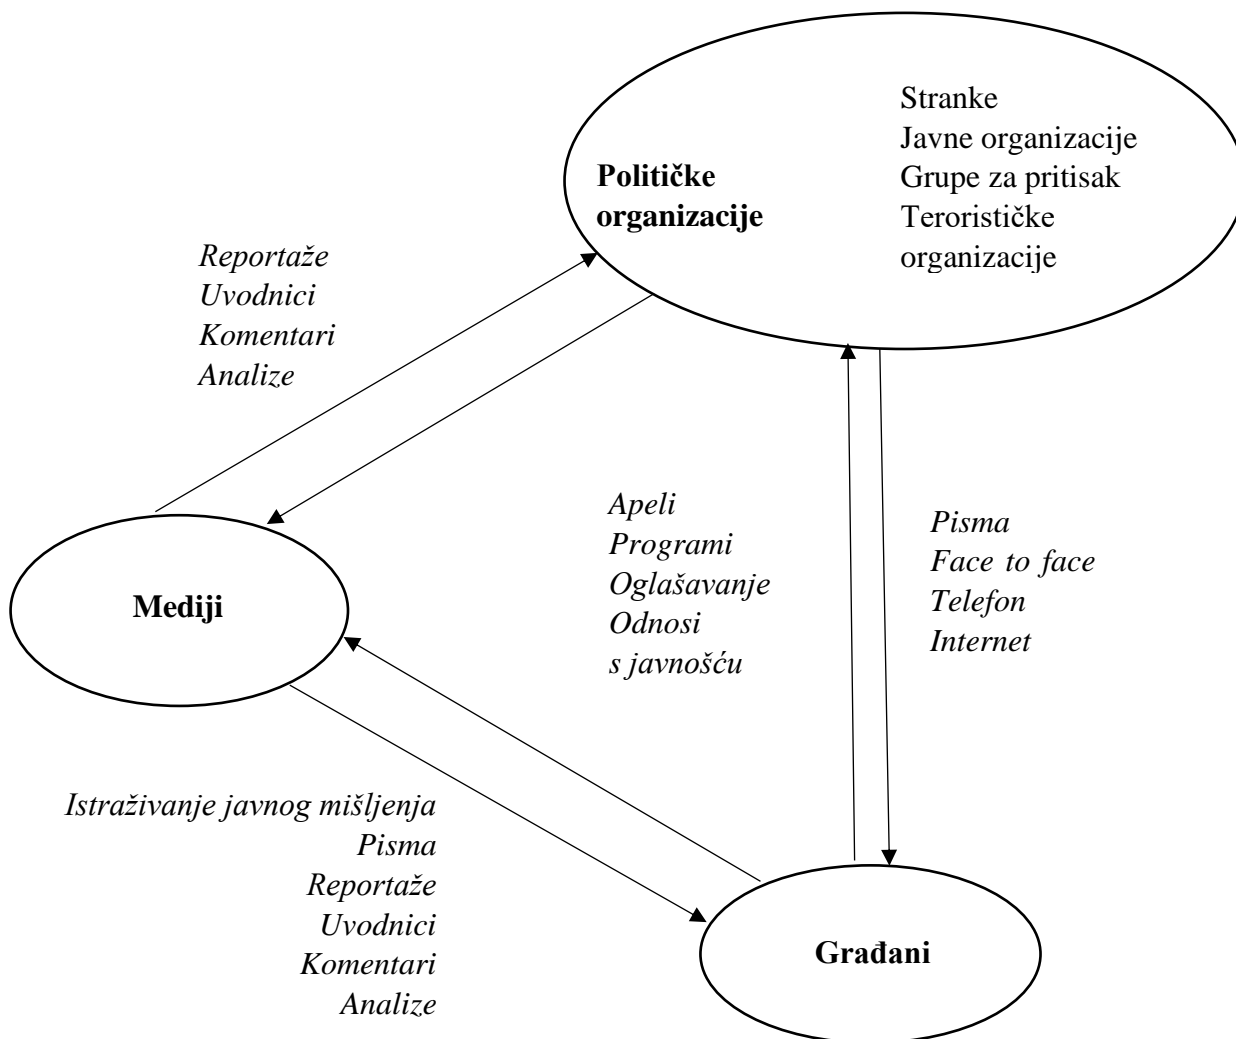 Političke
organizacije
Stranke
Javne organizacije
Grupe za pritisak
Terorističke
organizacije
Reportaže
Uvodnici
Komentari
Analize
Mediji
Apeli
Programi
Oglašavanje
Odnosi
s javnošću
Pisma
Face to face
Telefon
Internet
Istraživanje javnog mišljenja
Pisma
Reportaže
Uvodnici
Komentari
Analize
Građani